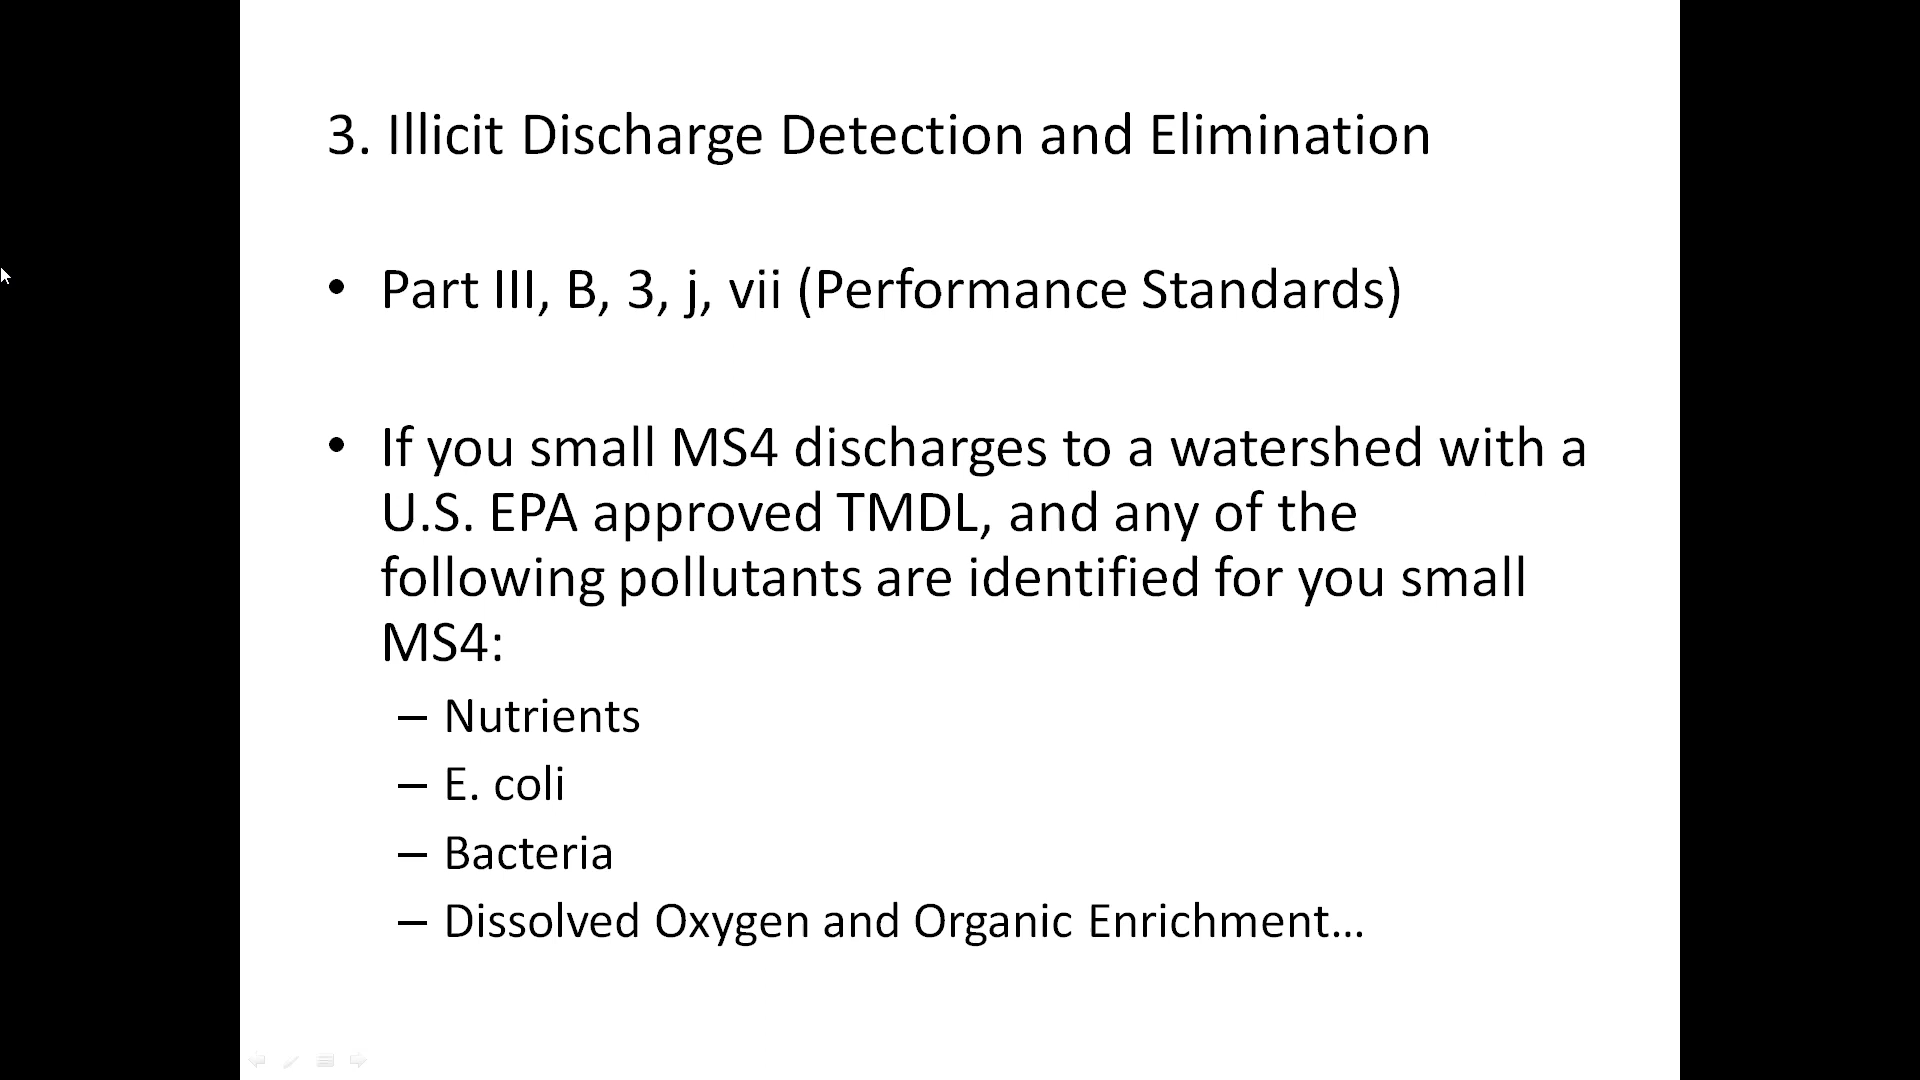 3. Illicit Discharge Detection and Elimination
• Part III, B, 3, j, vii (Performance Standards)
• If you small MS4 discharges to a watershed with a
U.S. EPA approved TMDL, and any of the
following pollutants are identified for you small
MS4:
– Nutrients
– E. coli
– Bacteria
– Dissolved Oxygen and Organic Enrichment…